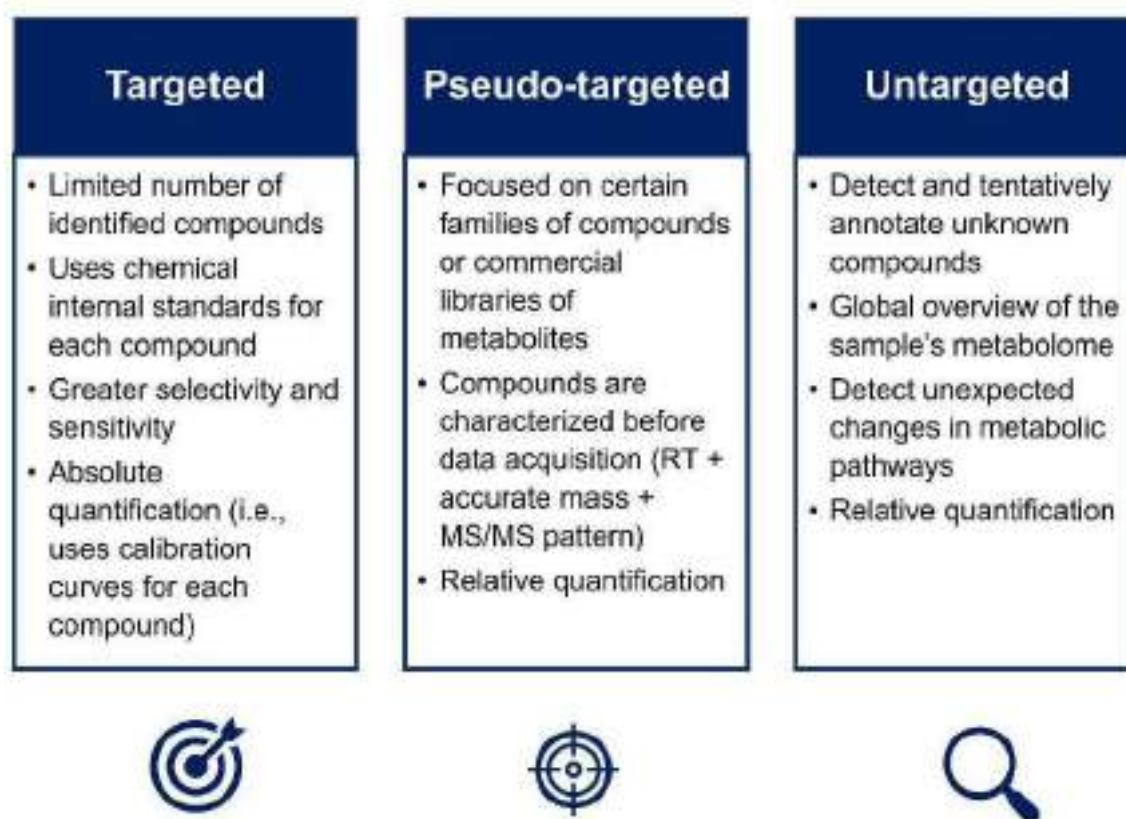 Targeted
• Limited number of
identified compounds
• Uses chemical
internal standards for
each compound
• Greater selectivity and
sensitivity
• Absolute
quantification (i.e.,
uses calibration
curves for each
compound)
Pseudo-targeted
• Focused on certain
families of compounds
or commercial
libraries of
metabolites
• Compounds are
characterized before
data acquisition (RT +
accurate mass +
MS/MS pattern)
• Relative quantification
Untargeted
• Detect and tentatively
annotate unknown
compounds
• Global overview of the
sample's metabolome
• Detect unexpected
changes in metabolic
pathways
• Relative quantification